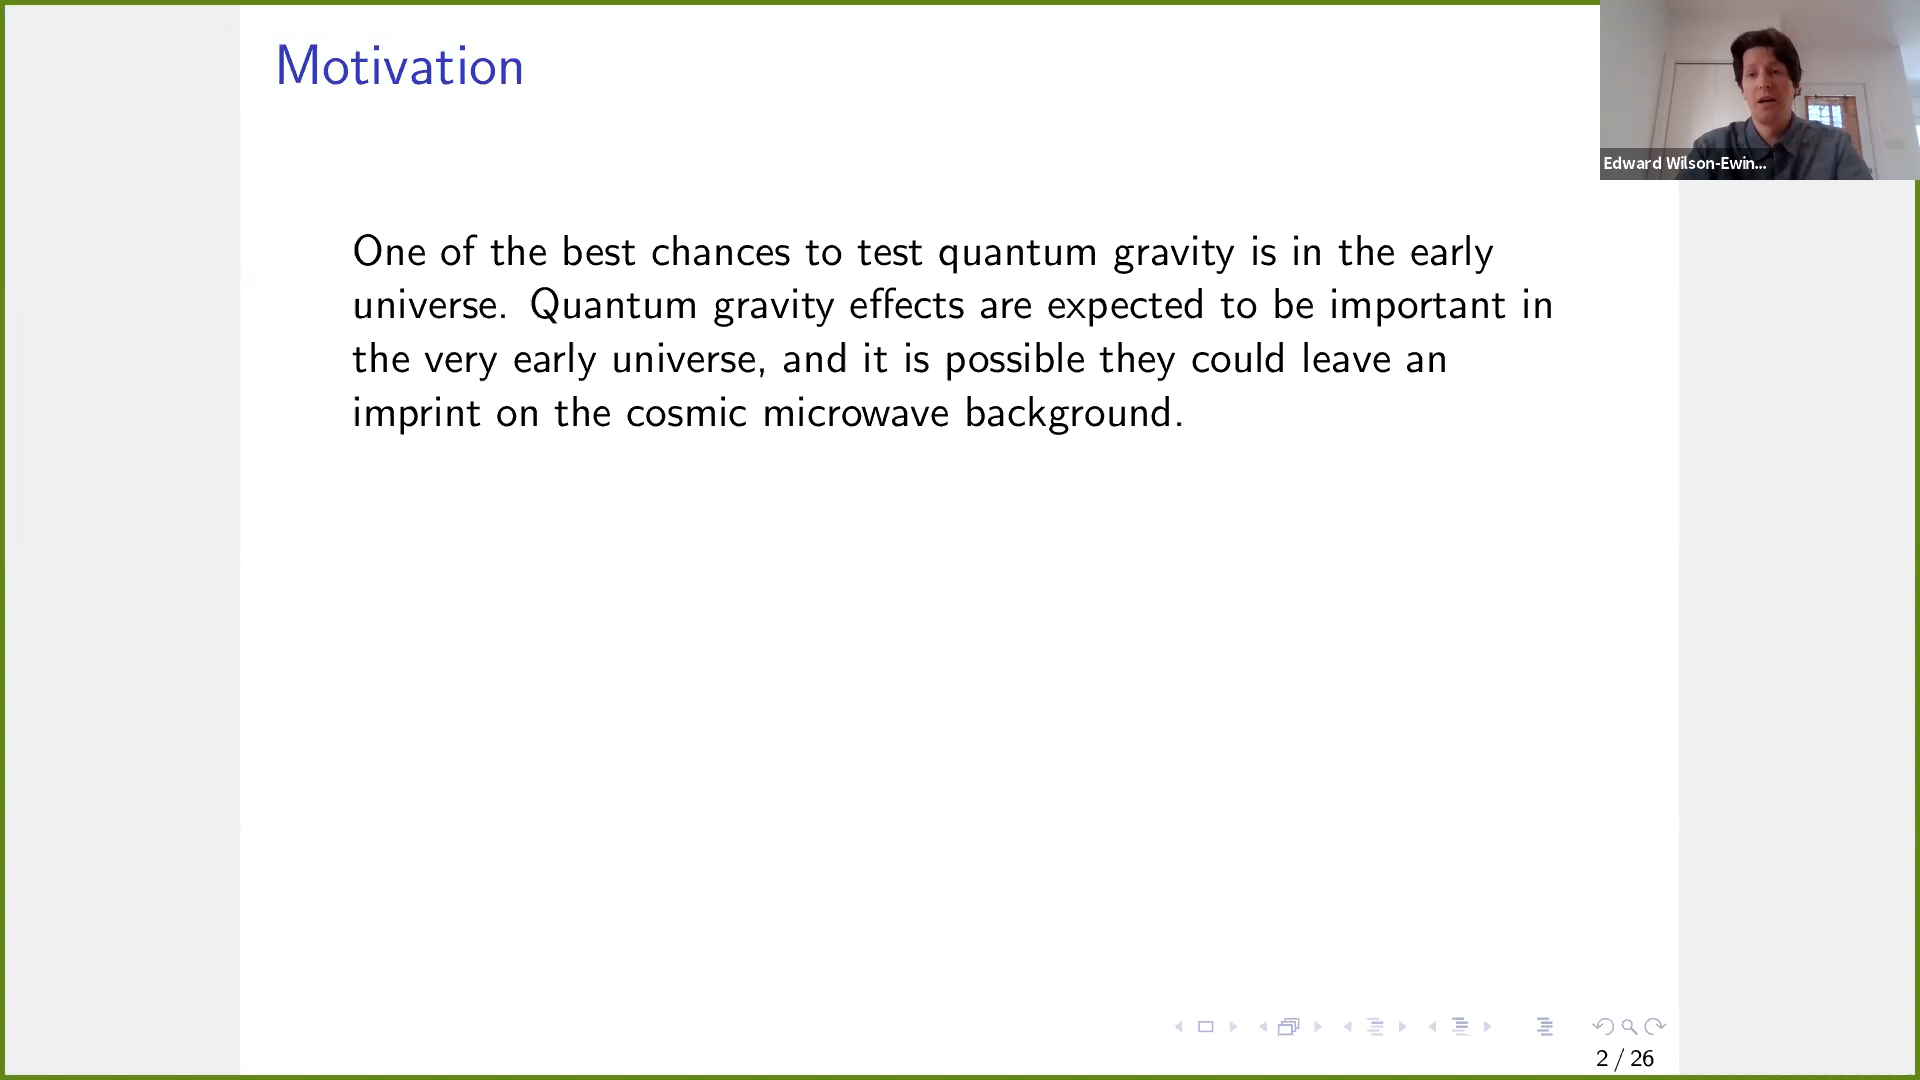 Motivation
Edward Wilson-Ewin...
One of the best chances to test quantum gravity is in the early
universe. Quantum gravity effects are expected to be important in
the very early universe, and it is possible they could leave an
imprint on the cosmic microwave background.
2 / 26